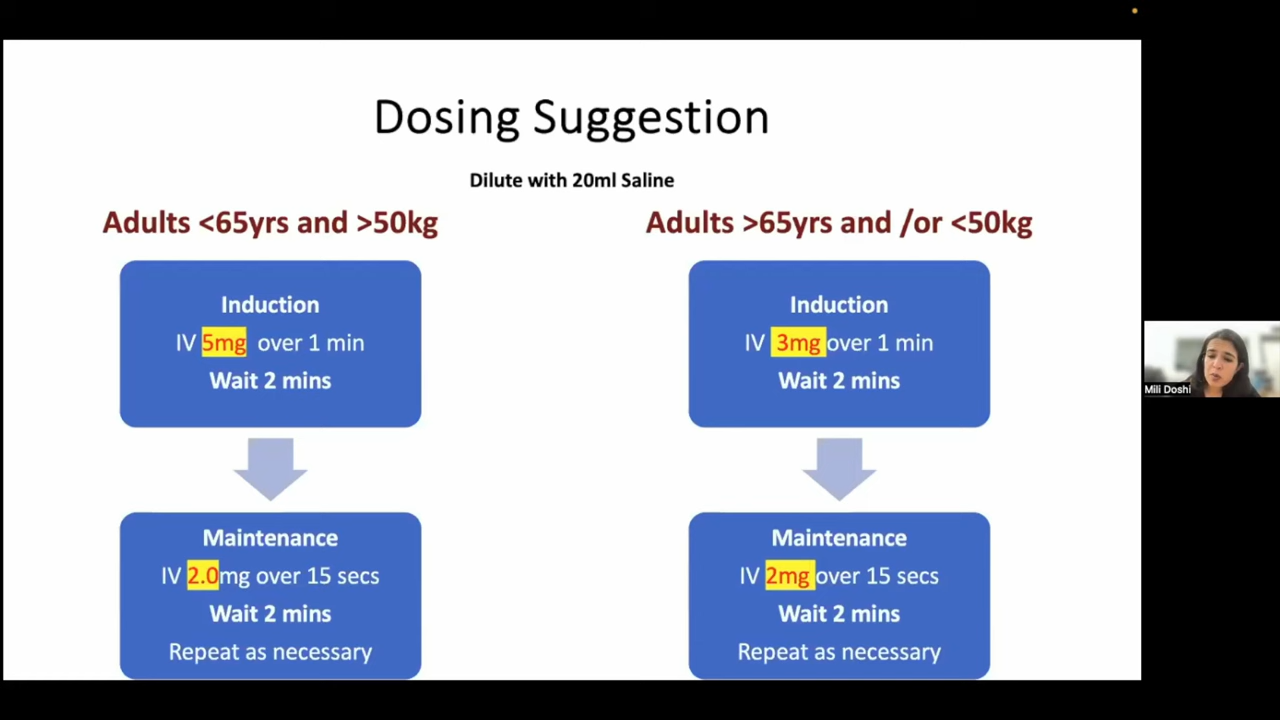 Dosing Suggestion
Dilute with 20ml Saline
Adults <65yrs and >50kg
Induction
IV 5mg over 1 min
Wait 2 mins
Maintenance
IV 2.0mg over 15 secs
Wait 2 mins
Repeat as necessary
Adults >65yrs and /or <50kg
Induction
IV 3mg over 1 min
Wait 2 mins
Maintenance
IV 2mg over 15 secs
Wait 2 mins
Repeat as necessary
Mili Doshi